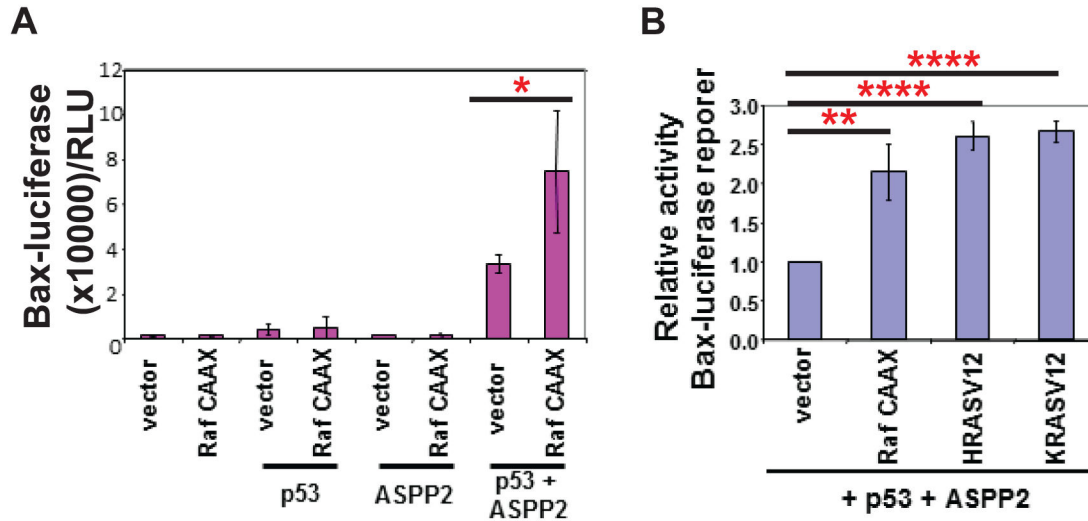 A
Bax-luciferase
(x10000)/RLU
12
10
8
6
4
2
0
*
vector
Raf CAAX
vector
Raf CAAX
vector
Raf CAAX
vector
Raf CAAX
p53
ASPP2
p53 +
ASPP2
B
Relative activity
Bax-luciferase reporer
****
****
**
3.0
2.5
2.0
1.5
1.0
0.5
0.0
vector
Raf CAAX
HRASV12
KRASV12
+ p53 + ASPP2